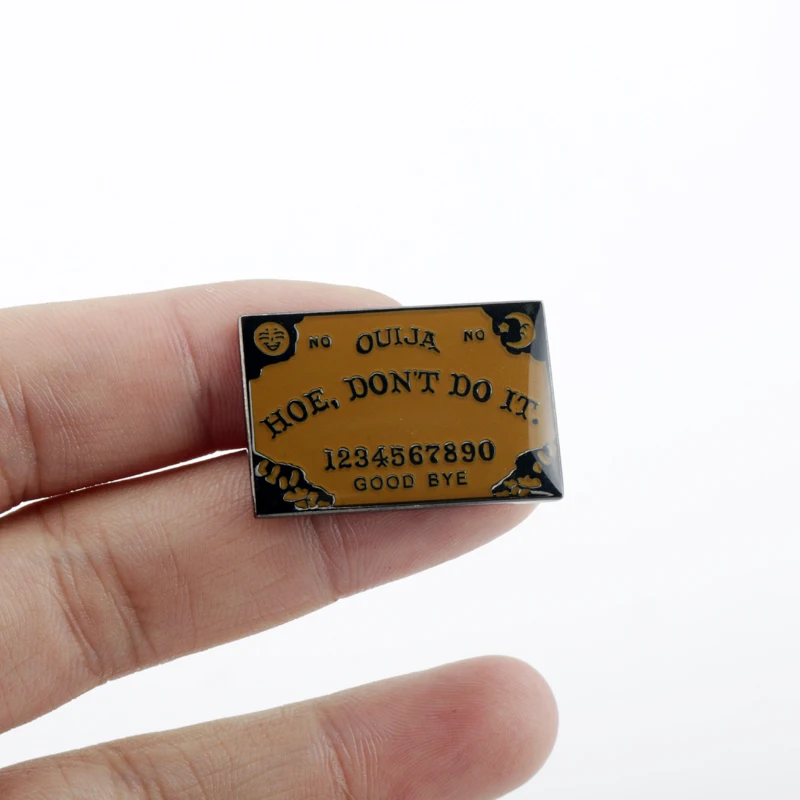 NO OUIJA NO
HOE, DON'T DO IT.
1234567890
GOOD BYE